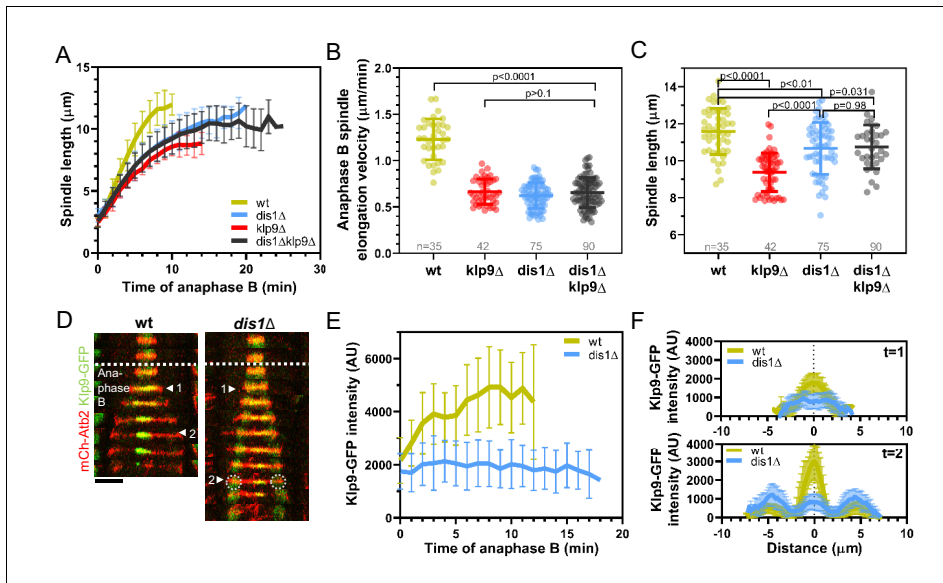 A
Spindle length (μm)
15
10
5
0
0
10
20
30
Time of anaphase B (min)
wt
dis1Δ
klp9Δ
dis1Δklp9Δ
B
Anaphase B spindle
elongation velocity (μm/min)
2.0
1.5
1.0
0.5
0.0
p<0.0001
p>0.1
n=35
42
75
90
wt
klp9Δ
dis1Δ
dis1Δ
klp9Δ
C
Spindle length (μm)
14
12
10
8
6
p<0.0001
p<0.01
p=0.031
p<0.0001
p=0.98
n=35
42
75
90
wt
klp9Δ
dis1Δ
dis1Δ
klp9Δ
D
wt
dis1Δ
mCh-Atb2 Klp9-GFP
Ana-
phase
B
1
2
1
2
E
Klp9-GFP intensity (AU)
6000
4000
2000
0
0
5
10
15
20
Time of anaphase B (min)
wt
dis1Δ
F
Klp9-GFP
intensity (AU)
4000
3000
2000
1000
0
-10
-5
0
5
10
wt
dis1Δ
t=1
Klp9-GFP
intensity (AU)
4000
3000
2000
1000
0
-10
-5
0
5
10
wt
dis1Δ
t=2
Distance (μm)